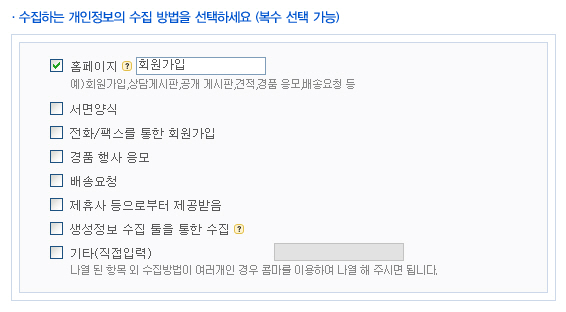 · 수집하는 개인정보의 수집 방법을 선택하세요 (복수 선택 가능)
홈페이지 ? 회원가입
예)회원가입,상담게시판,공개 게시판,견적,경품 응모,배송요청 등
서면양식
전화/팩스를 통한 회원가입
경품 행사 응모
배송요청
제휴사 등으로부터 제공받음
생성정보 수집 툴을 통한 수집 ?
기타(직접입력)
나열 된 항목 외 수집방법이 여러개인 경우 콤마를 이용하여 나열 해 주시면 됩니다.